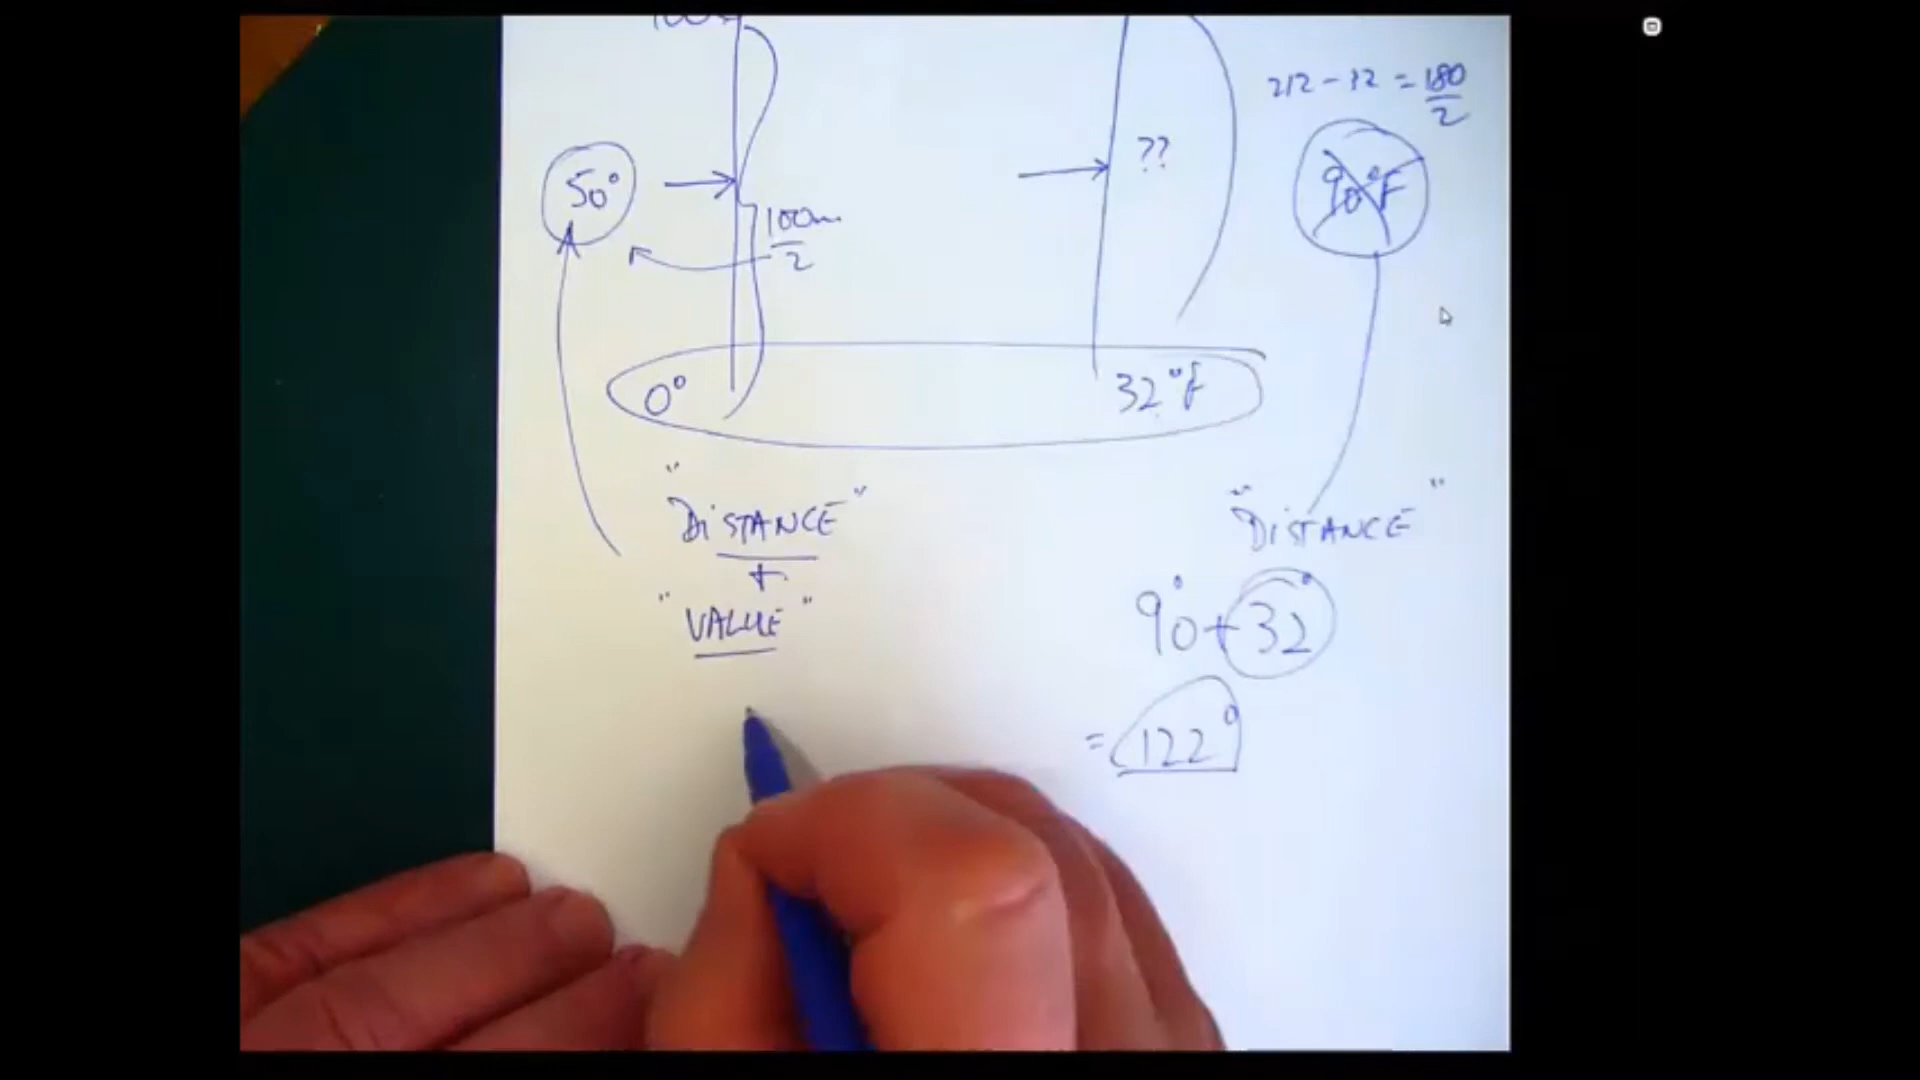 212 - 32 = 180
2
??
50°
90°F
100
2
0°
32°F
"DISTANCE"
"DISTANCE"
+
"VALUE"
90° + 32°
= 122°